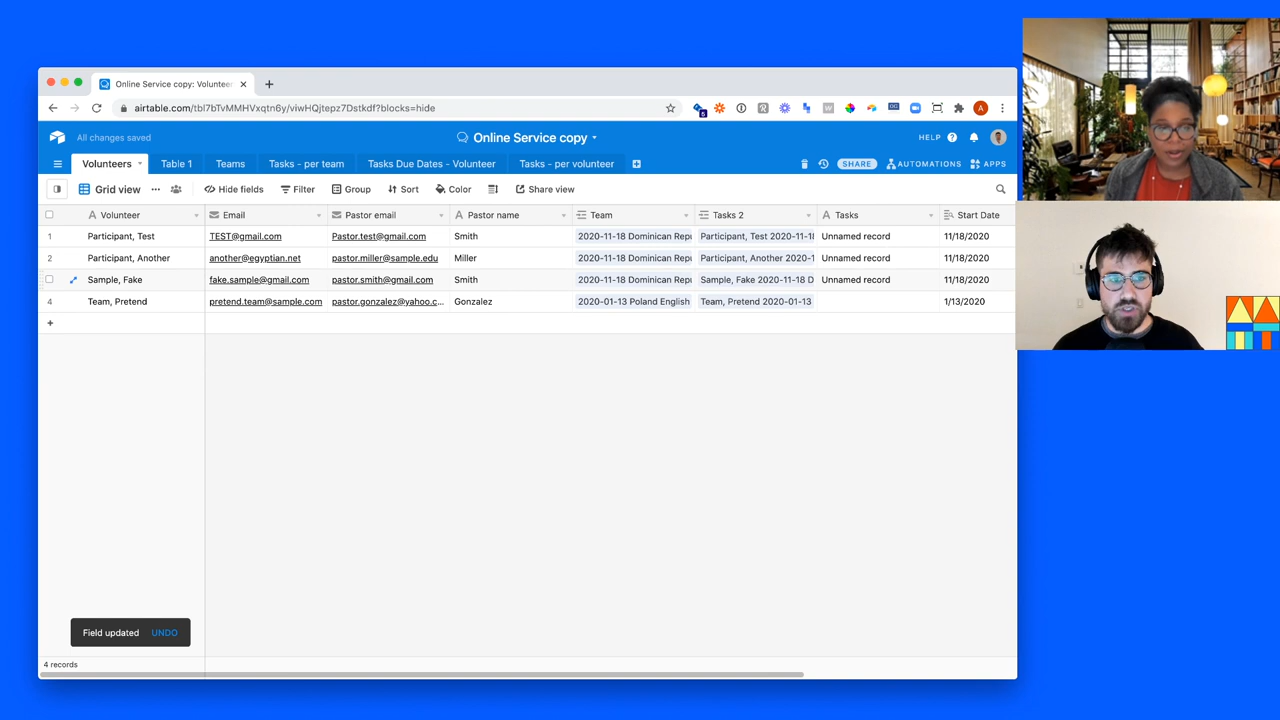 Online Service copy: Volunteer
airtable.com/tbl7bTvMMHVxqtn6y/viwHQjtepz7Dstkdf?blocks=hide
All changes saved
Online Service copy
HELP
Volunteers
Table 1
Teams
Tasks - per team
Tasks Due Dates - Volunteer
Tasks - per volunteer
SHARE
AUTOMATIONS
APPS
Grid view
Hide fields
Filter
Group
Sort
Color
Share view
Volunteer Email Pastor email Pastor name Team Tasks 2 Tasks Start Date
1 Participant, Test TEST@gmail.com Pastor.test@gmail.com Smith 2020-11-18 Dominican Repu Participant, Test 2020-11-18 Unnamed record 11/18/2020
2 Participant, Another another@egyptian.net pastor.miller@sample.edu Miller 2020-11-18 Dominican Repu Participant, Another 2020-1 Unnamed record 11/18/2020
Sample, Fake fake.sample@gmail.com pastor.smith@gmail.com Smith 2020-11-18 Dominican Repu Sample, Fake 2020-11-18 D Unnamed record 11/18/2020
4 Team, Pretend pretend.team@sample.com pastor.gonzalez@yahoo.c... Gonzalez 2020-01-13 Poland English Team, Pretend 2020-01-13 1/13/2020
Field updated UNDO
4 records